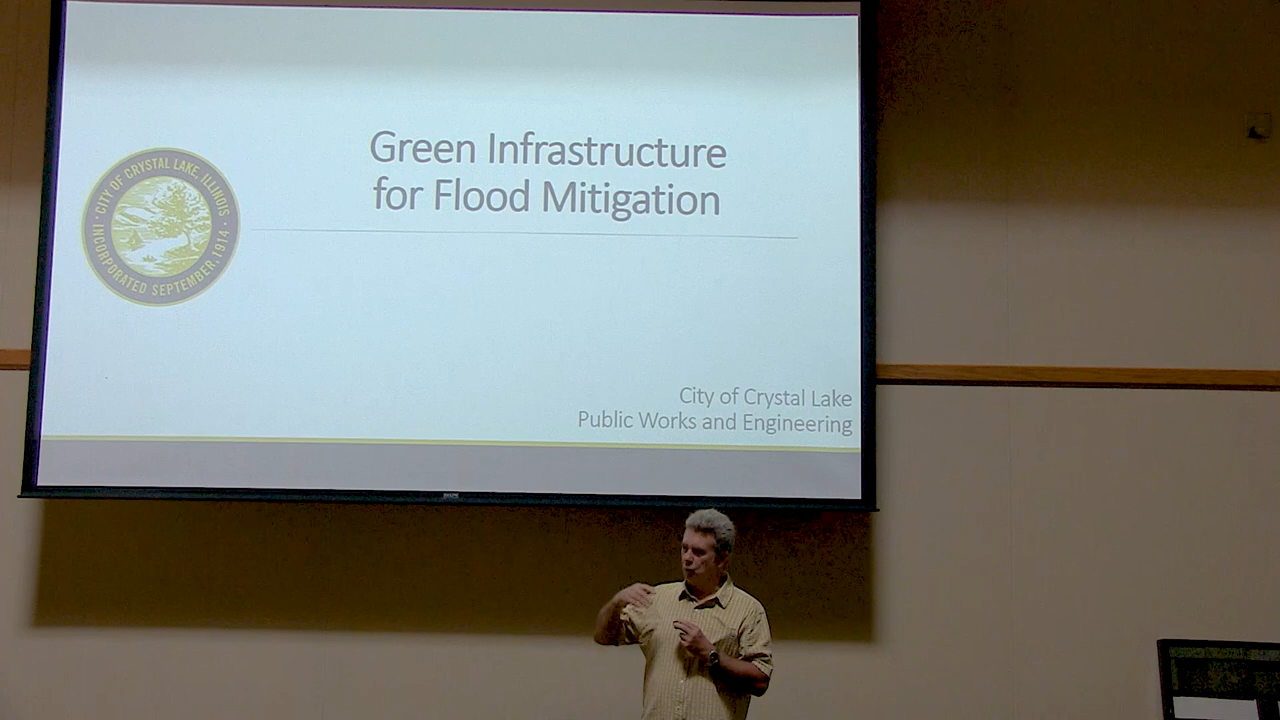 CITY OF CRYSTAL LAKE, ILLINOIS
· INCORPORATED SEPTEMBER, 1914 ·
Green Infrastructure
for Flood Mitigation
City of Crystal Lake
Public Works and Engineering